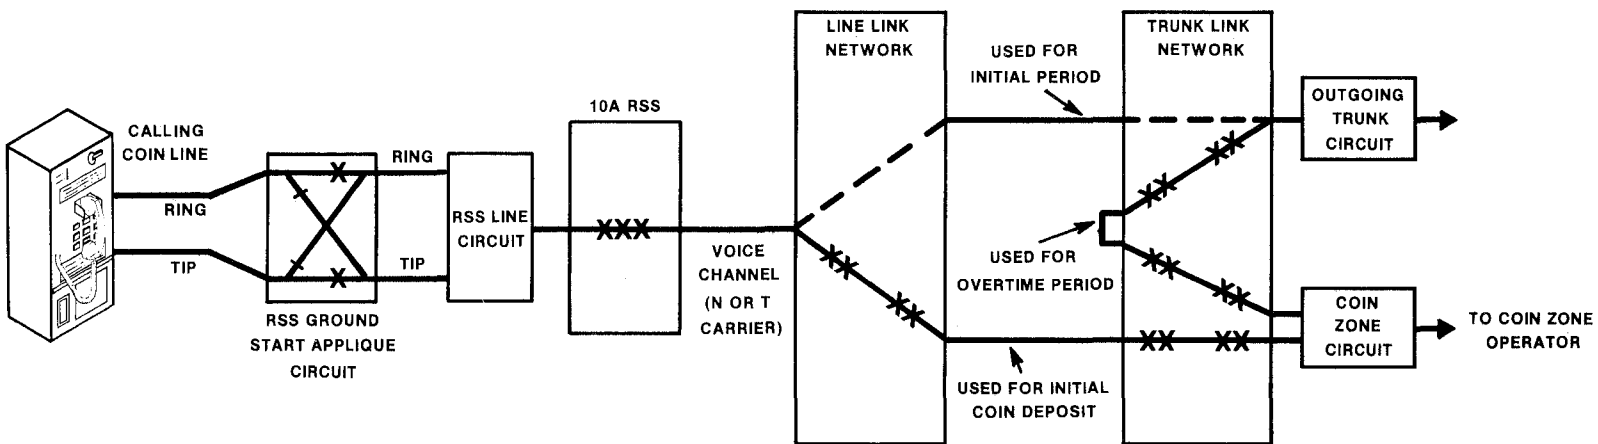 CALLING
COIN LINE
RING
TIP
RSS GROUND
START APPLIQUE
CIRCUIT
RING
TIP
RSS LINE
CIRCUIT
10A RSS
VOICE
CHANNEL
(N OR T
CARRIER)
LINE LINK
NETWORK
USED FOR
INITIAL PERIOD
USED FOR
OVERTIME PERIOD
USED FOR INITIAL
COIN DEPOSIT
TRUNK LINK
NETWORK
OUTGOING
TRUNK
CIRCUIT
COIN
ZONE
CIRCUIT
TO COIN ZONE
OPERATOR